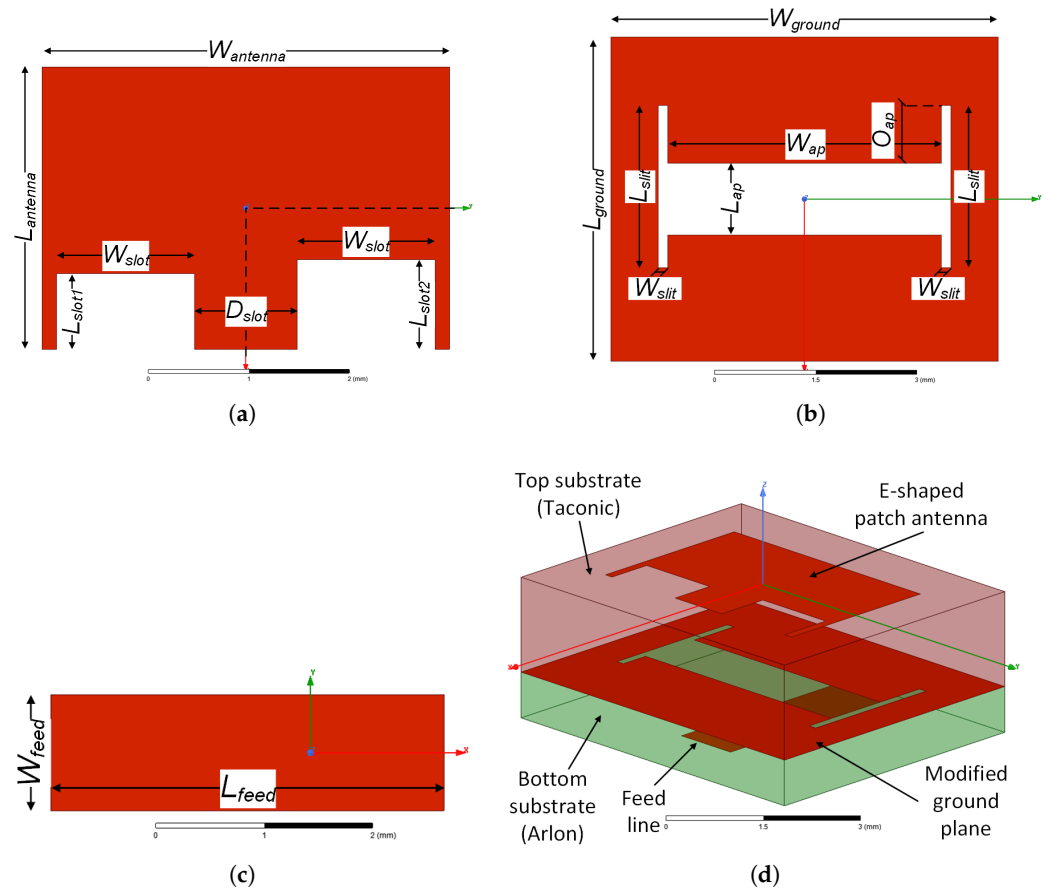 W_antenna
L_antenna
Y
W_slot
W_slot
L_slot1
D_slot
L_slot2
0 1 2 (mm)
(a)
W_ground
L_ground
L_slit
W_ap
O_ap
L_ap
L_slit
W_slit
W_slit
0 1.5 3 (mm)
(b)
Y
X
W_feed
L_feed
0 1 2 (mm)
(c)
Top substrate
(Taconic)
Z
E-shaped
patch antenna
X
Y
Bottom
substrate
(Arlon)
Feed
line
Modified
ground
plane
0 1.5 3 (mm)
(d)